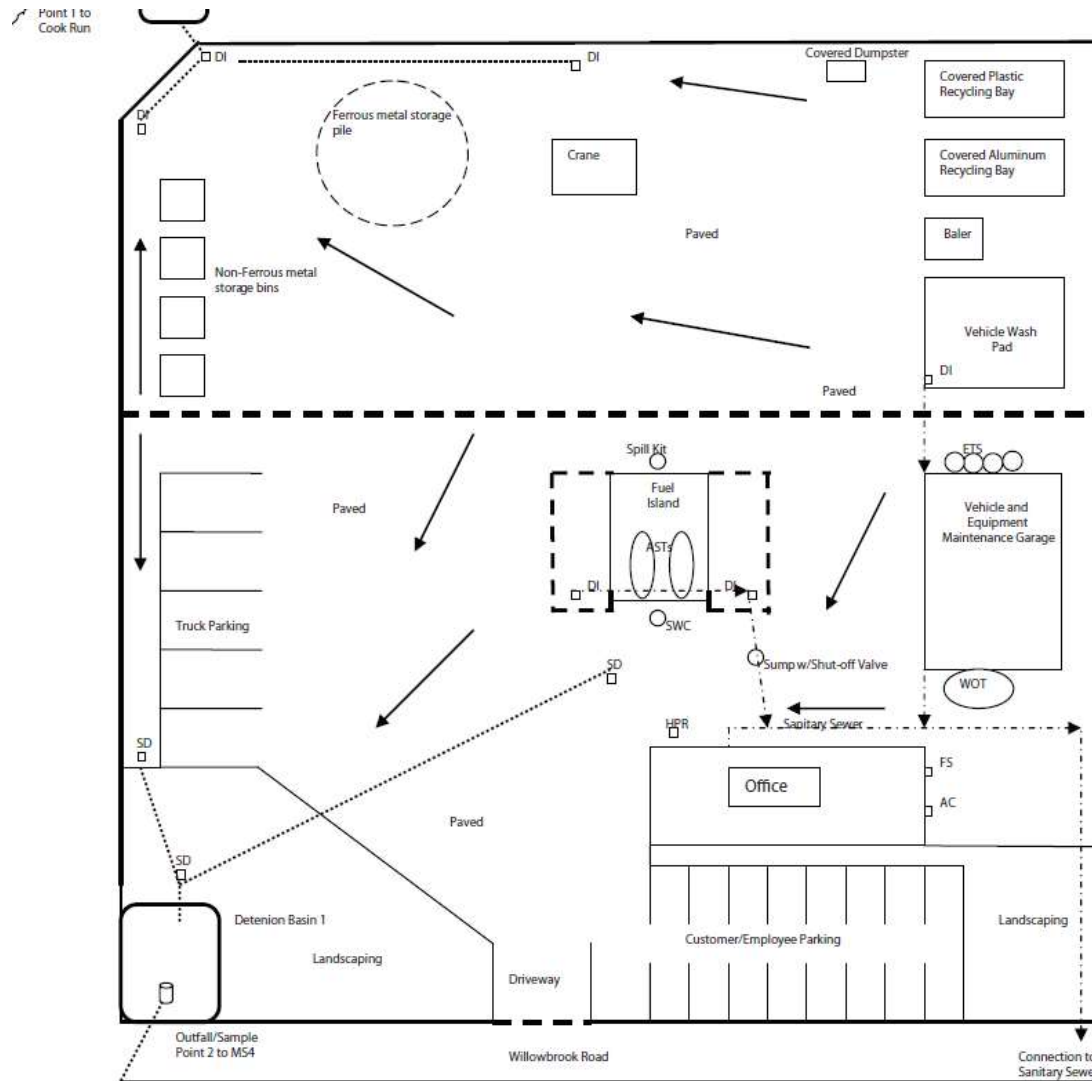 Point 1 to
Cook Run
DI
DI
Covered Dumpster
Covered Plastic
Recycling Bay
DI
Ferrous metal storage
pile
Crane
Covered Aluminum
Recycling Bay
Paved
Baler
Non-Ferrous metal
storage bins
Vehicle Wash
Pad
DI
Paved
Spill Kit
ETS
Fuel
Island
Paved
Vehicle and
Equipment
Maintenance Garage
ASTs
DI
DI
Truck Parking
SWC
SD
Sump w/Shut-off Valve
WOT
HPR
Sanitary Sewer
SD
FS
Office
AC
Paved
SD
Detenion Basin 1
Landscaping
Customer/Employee Parking
Landscaping
Driveway
Outfall/Sample
Point 2 to MS4
Willowbrook Road
Connection to
Sanitary Sewe